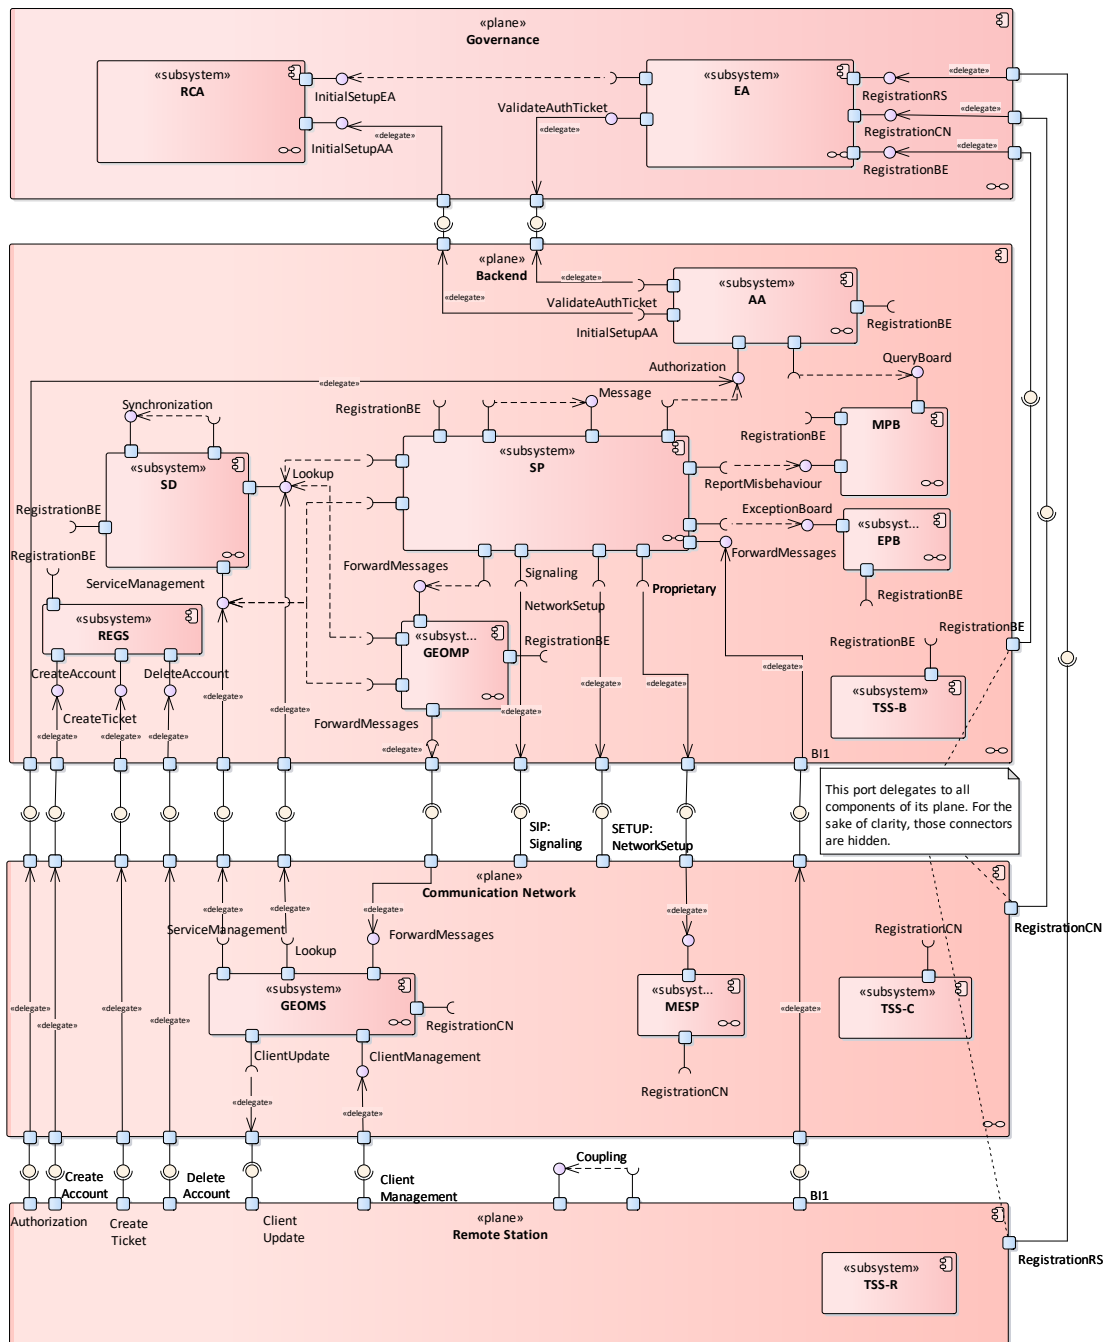 «plane»
Governance
«subsystem»
RCA
InitialSetupEA
«delegate»
InitialSetupAA
ValidateAuthTicket
«delegate»
«subsystem»
EA
«delegate»
RegistrationRS
«delegate»
RegistrationCN
«delegate»
RegistrationBE
«plane»
Backend
«delegate»
«delegate»
ValidateAuthTicket
InitialSetupAA
«subsystem»
AA
RegistrationBE
Authorization
QueryBoard
«delegate»
Synchronization
RegistrationBE
Message
«subsystem»
SD
Lookup
«subsystem»
SP
RegistrationBE
MPB
ReportMisbehaviour
RegistrationBE
ExceptionBoard
«subsyst...
EPB
RegistrationBE
ForwardMessages
RegistrationBE
ServiceManagement
ForwardMessages
Signaling
NetworkSetup
Proprietary
«subsystem»
REGS
«subsyst...
GEOMP
RegistrationBE
RegistrationBE
RegistrationBE
CreateAccount
DeleteAccount
CreateTicket
«delegate»
«subsystem»
TSS-B
«delegate»
«delegate»
«delegate»
«delegate»
«delegate»
ForwardMessages
«delegate»
«delegate»
«delegate»
«delegate»
BI1
This port delegates to all
components of its plane. For the
sake of clarity, those connectors
are hidden.
SIP:
Signaling
SETUP:
NetworkSetup
«plane»
Communication Network
«delegate»
«delegate»
«delegate»
«delegate»
ServiceManagement
Lookup
ForwardMessages
RegistrationCN
RegistrationCN
«subsystem»
GEOMS
RegistrationCN
«subsyst...
MESP
«subsystem»
TSS-C
«delegate»
«delegate»
«delegate»
«delegate»
«delegate»
ClientUpdate
ClientManagement
RegistrationCN
«delegate»
«delegate»
Create
Account
Delete
Account
Client
Management
Coupling
BI1
Authorization
Create
Ticket
Client
Update
«plane»
Remote Station
RegistrationRS
«subsystem»
TSS-R